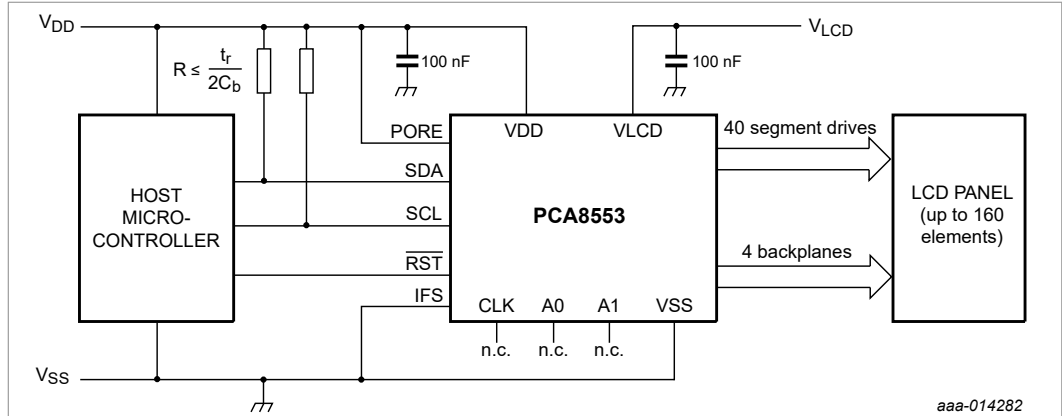 VDD
VLCD
R ≤ tr
2Cb
100 nF
100 nF
PORE
VDD
VLCD
40 segment drives
SDA
HOST
MICRO-
CONTROLLER
SCL
PCA8553
LCD PANEL
(up to 160
elements)
RST
4 backplanes
IFS
CLK
A0
A1
VSS
n.c.
n.c.
n.c.
VSS
aaa-014282